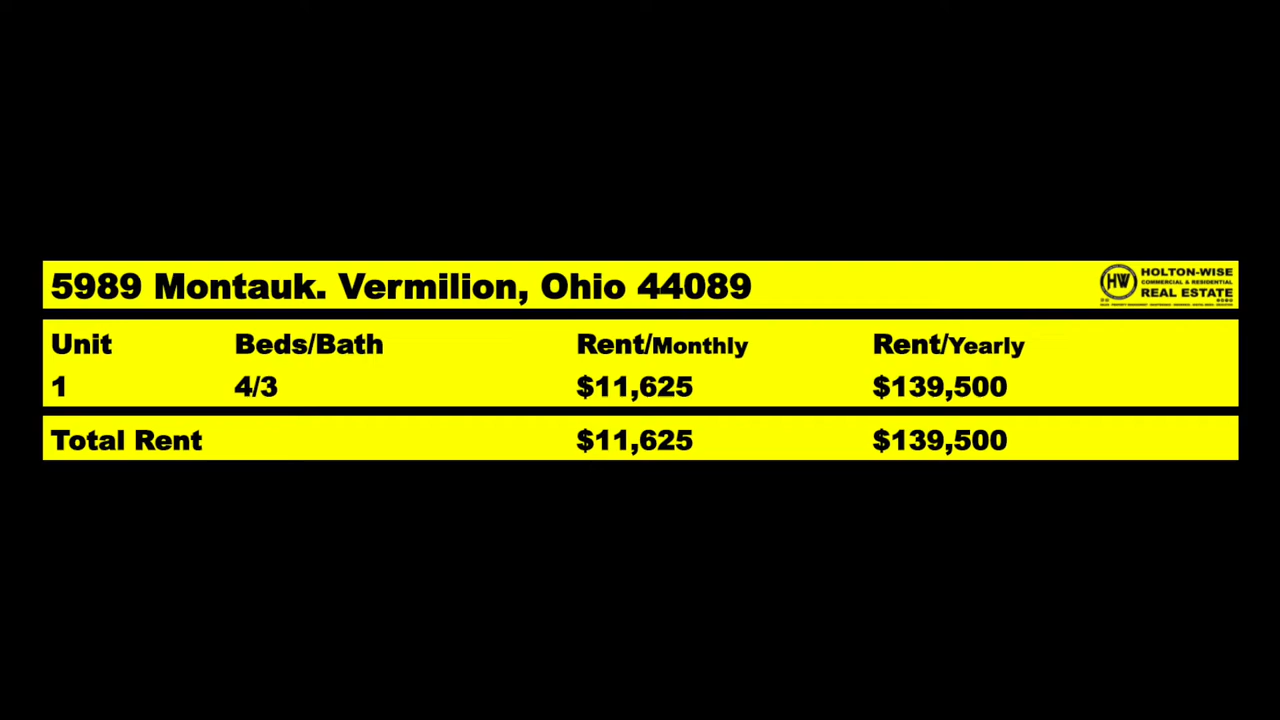 5989 Montauk. Vermilion, Ohio 44089
HOLTON-WISE
COMMERCIAL & RESIDENTIAL
REAL ESTATE
HW
Unit Beds/Bath Rent/Monthly Rent/Yearly
1 4/3 $11,625 $139,500
Total Rent $11,625 $139,500